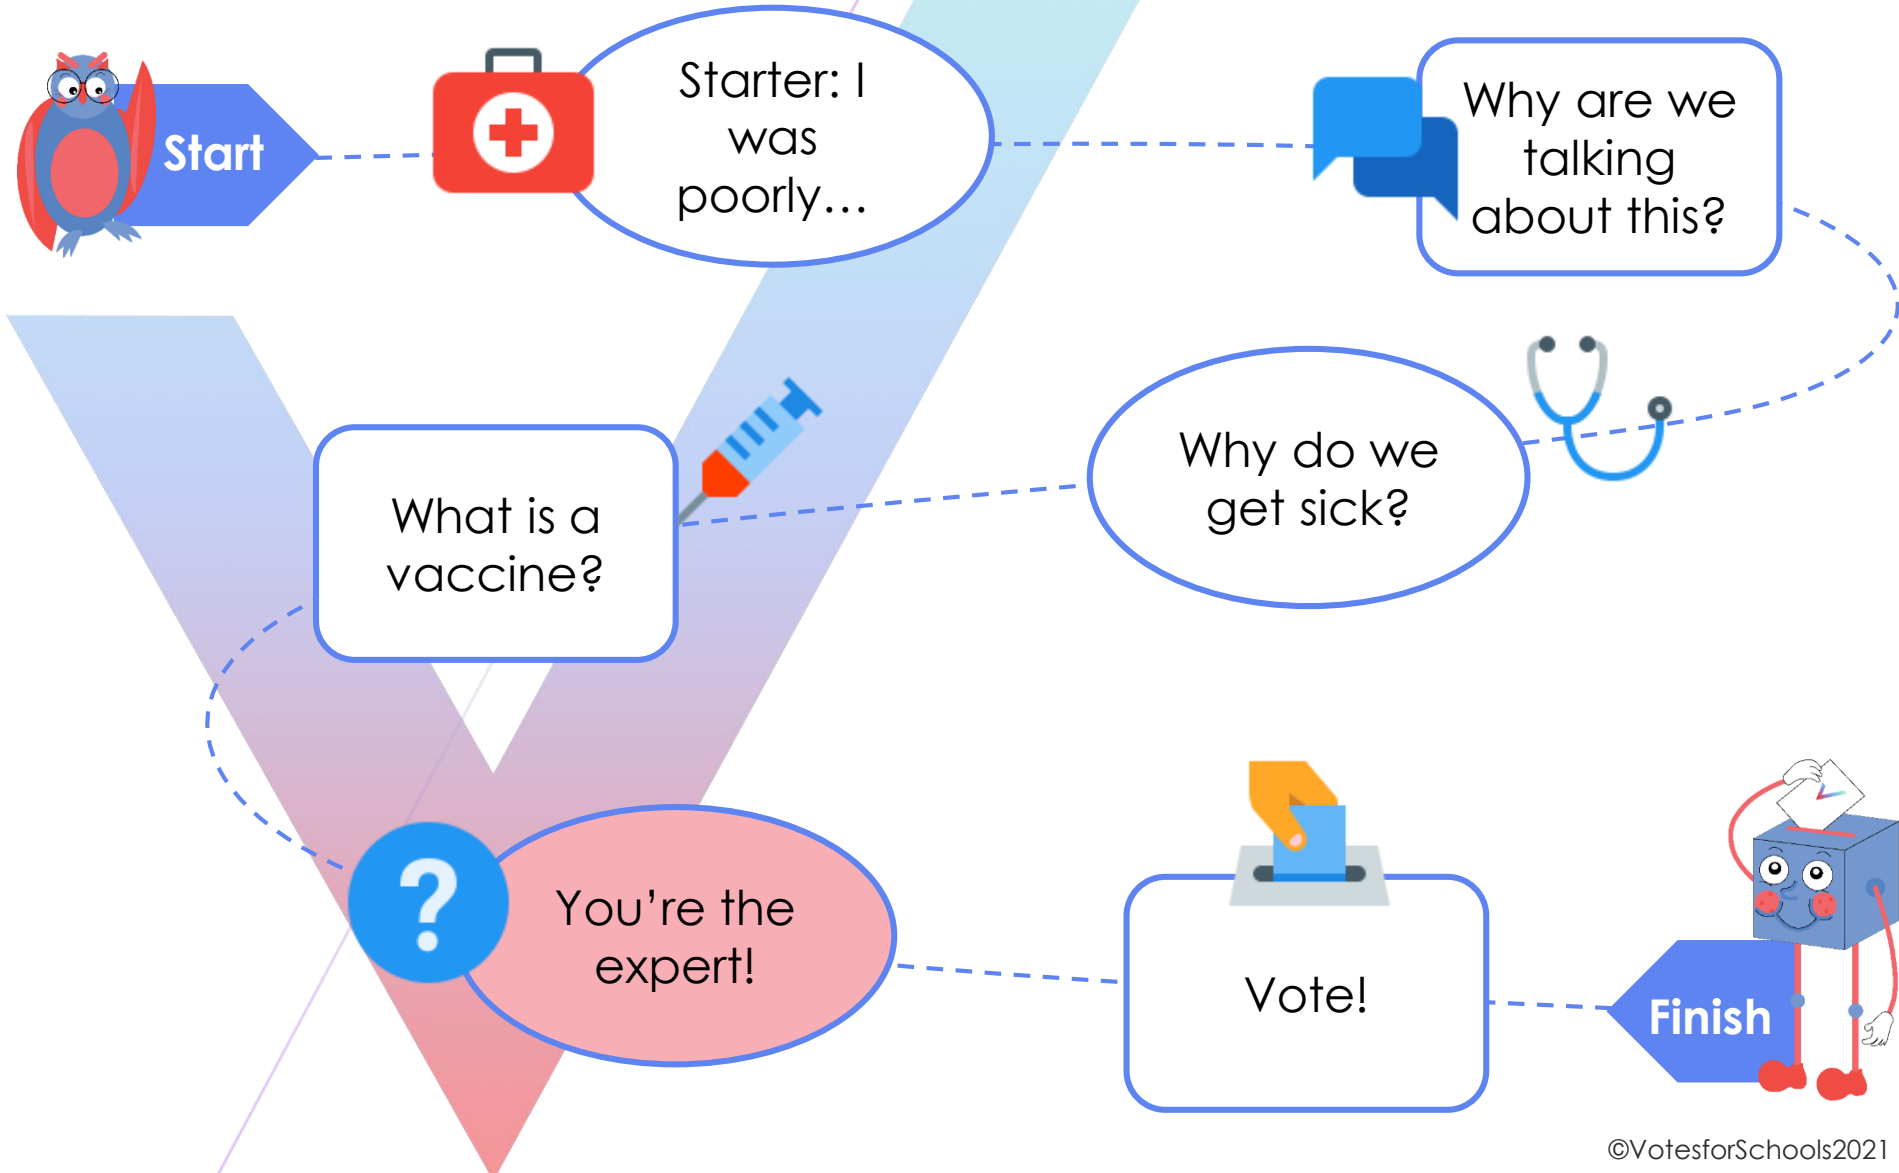 Start
Starter: I
was
poorly…
Why are we
talking
about this?
Why do we
get sick?
What is a
vaccine?
?
You’re the
expert!
Vote!
Finish
©VotesforSchools2021